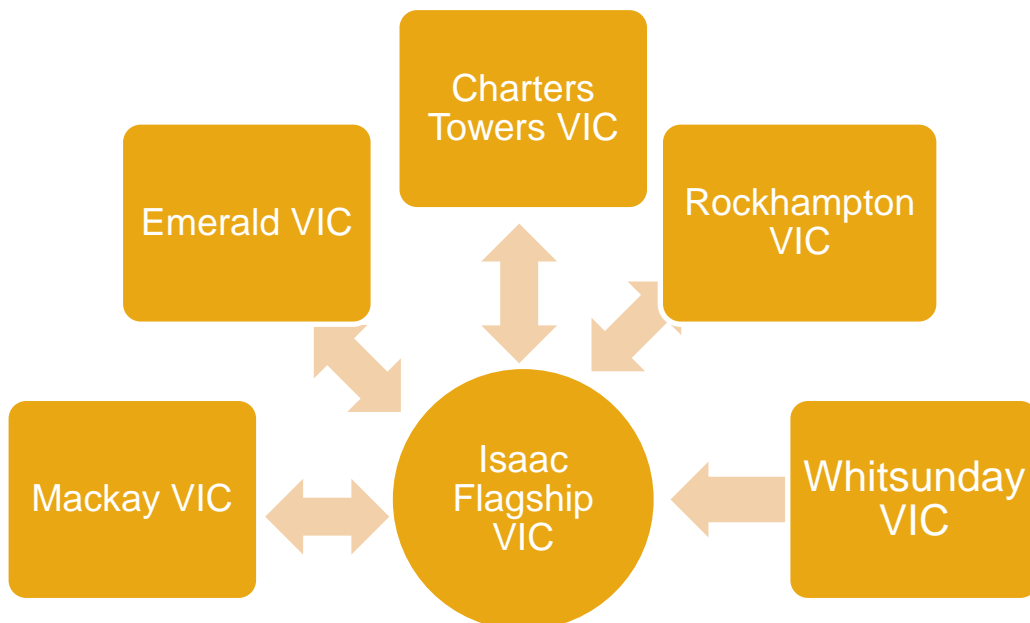 Charters
Towers VIC
Emerald VIC
Rockhampton
VIC
Mackay VIC
Isaac
Flagship
VIC
Whitsunday
VIC